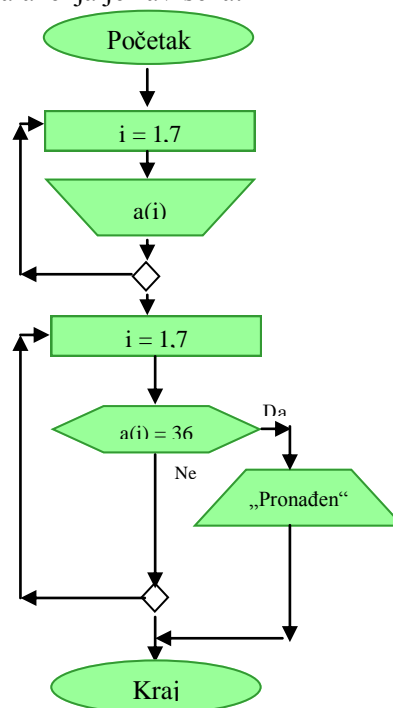 Početak
i = 1,7
a(i)
i = 1,7
a(i) = 36
Da
Ne
„Pronađen“
Kraj